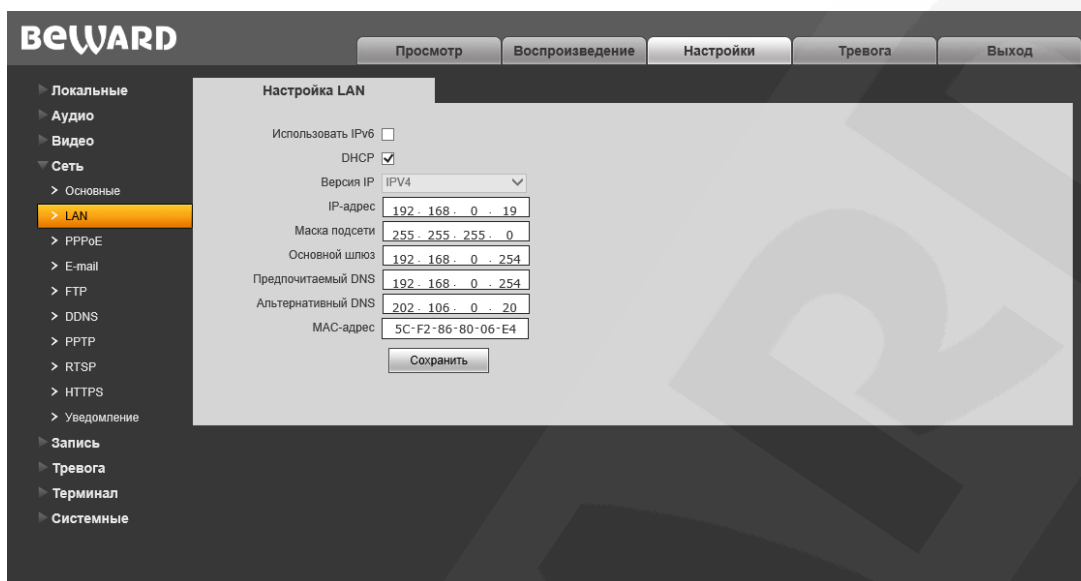 BEWARD
Просмотр Воспроизведение Настройки Тревога Выход
Локальные
Аудио
Видео
Сеть
> Основные
> LAN
> PPPoE
> E-mail
> FTP
> DDNS
> PPTP
> RTSP
> HTTPS
> Уведомление
Запись
Тревога
Терминал
Системные
Настройка LAN
Использовать IPv6
DHCP
Версия IP IPV4
IP-адрес 192 . 168 . 0 . 19
Маска подсети 255 . 255 . 255 . 0
Основной шлюз 192 . 168 . 0 . 254
Предпочитаемый DNS 192 . 168 . 0 . 254
Альтернативный DNS 202 . 106 . 0 . 20
MAC-адрес 5C-F2-86-80-06-E4
Сохранить